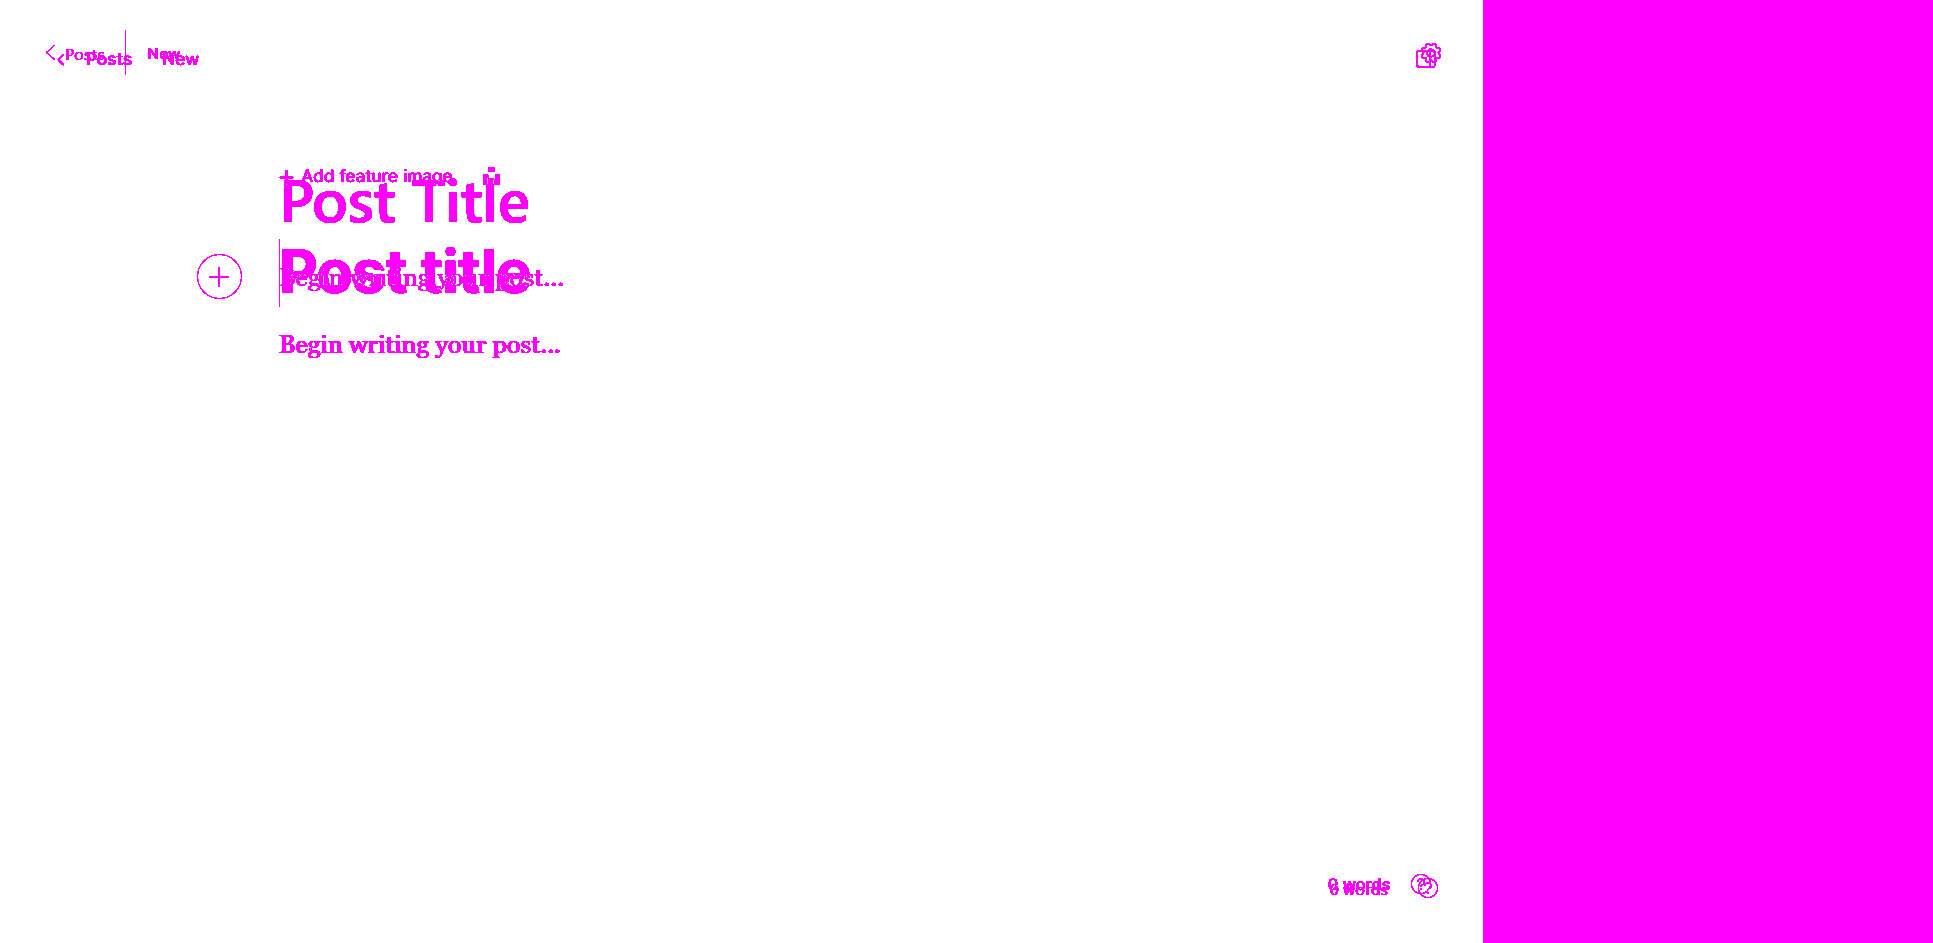 Posts New
Posts New
+ Add feature image
Post Title
Post title
Begin writing your post...
Begin writing your post...
0 words
0 words